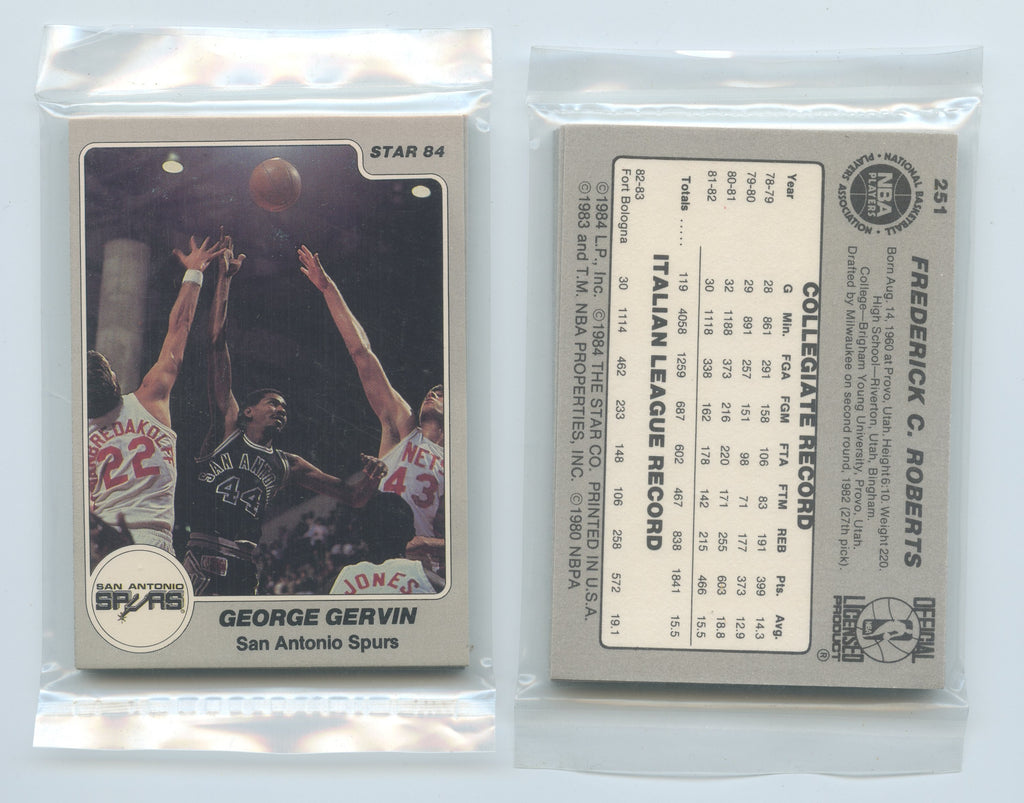 STAR 84
22
SAN AN
44
NETS
43
JONES
SAN ANTONIO
SPURS
GEORGE GERVIN
San Antonio Spurs
251
FREDERICK C. ROBERTS
NATIONAL BASKETBALL
PLAYERS ASSOCIATION
NBA
PLAYERS
Born Aug. 14, 1960 at Provo, Utah. Height 6:10. Weight 220.
High School—Riverton, Utah, Bingham.
College—Brigham Young University, Provo, Utah.
Drafted by Milwaukee on second round, 1982 (27th pick).
OFFICIAL
LICENSED
PRODUCT
®
COLLEGIATE RECORD
Year G Min. FGA FGM FTA FTM REB Pts. Avg.
78-79 28 861 291 158 106 83 191 399 14.3
79-80 29 891 257 151 98 71 177 373 12.9
80-81 32 1188 373 216 220 171 255 603 18.8
81-82 30 1118 338 162 178 142 215 466 15.5
Totals ..... 119 4058 1259 687 602 467 838 1841 15.5
ITALIAN LEAGUE RECORD
82-83
Fort Bologna 30 1114 462 233 148 106 258 572 19.1
©1984 L.P., Inc. ©1984 THE STAR CO. PRINTED IN U.S.A.
©1983 and T.M. NBA PROPERTIES, INC. ©1980 NBPA